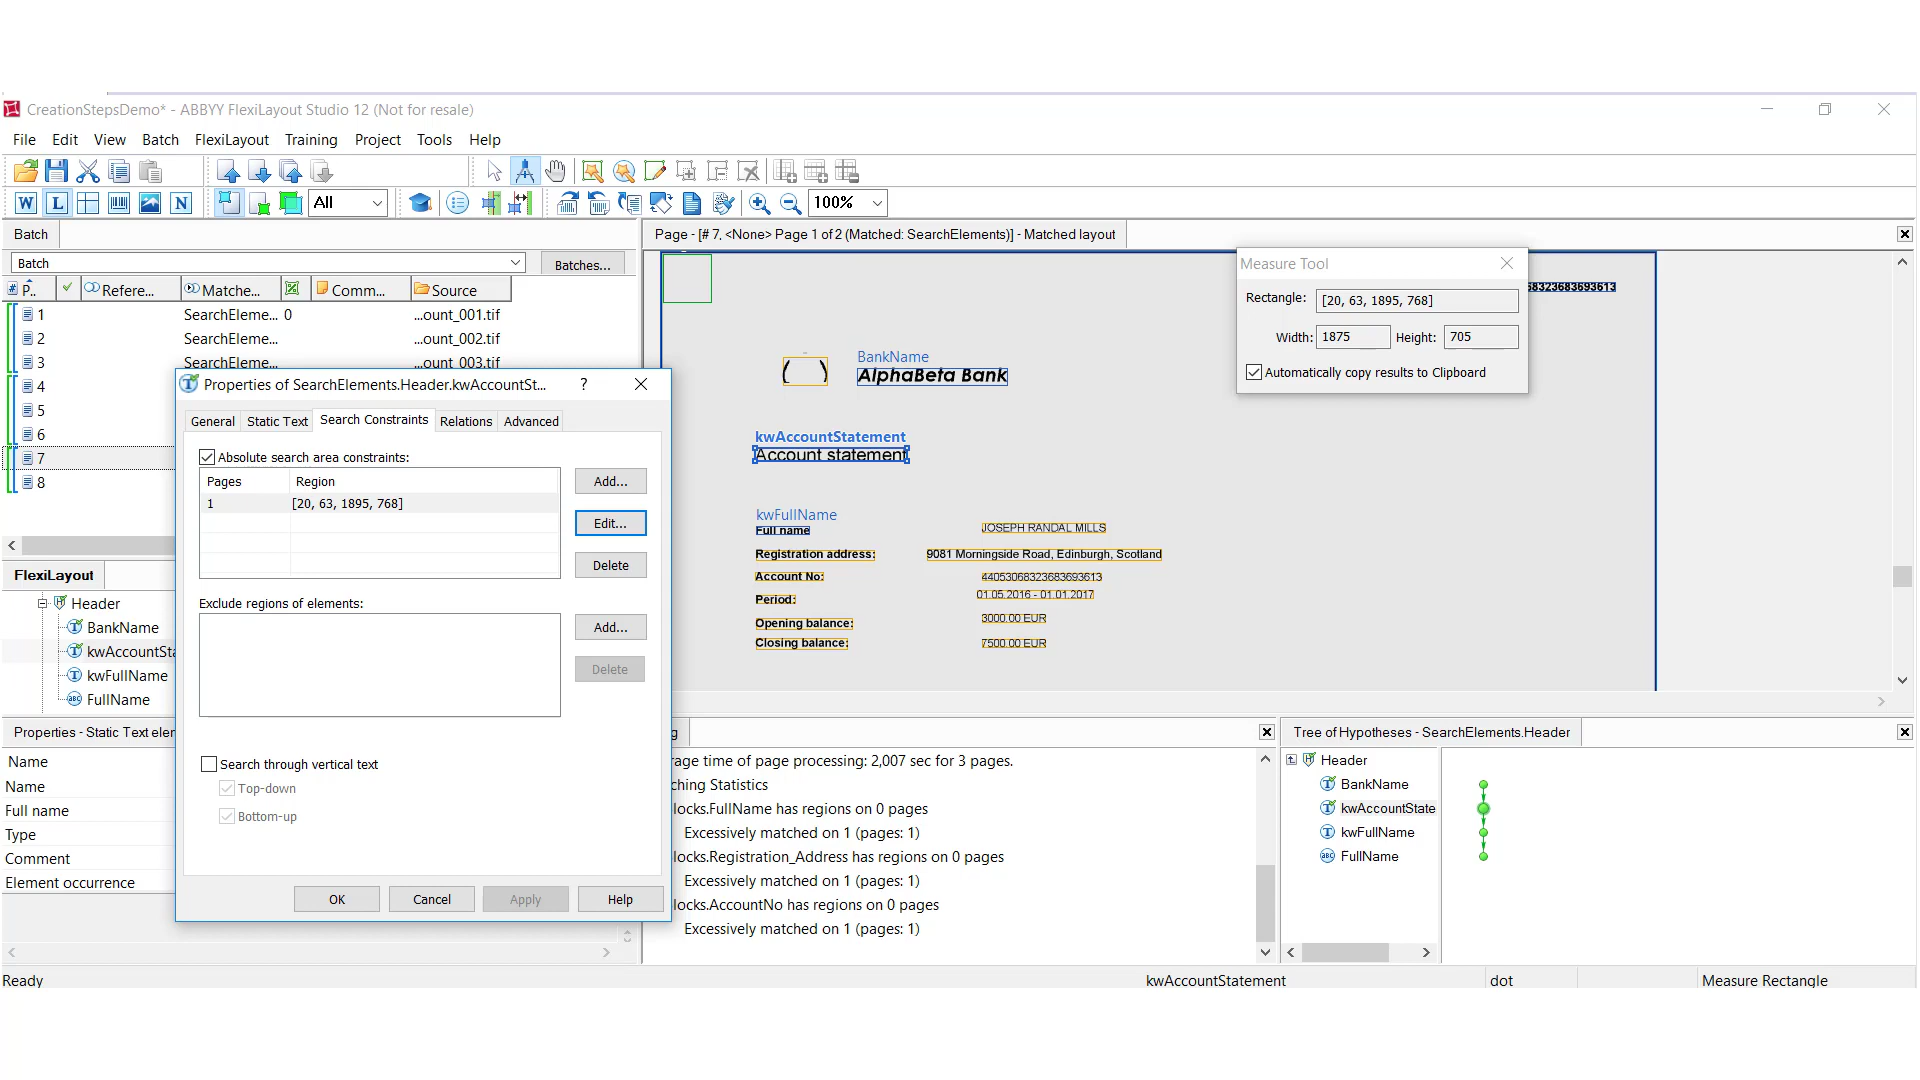 CreationStepsDemo* - ABBYY FlexiLayout Studio 12 (Not for resale)
File Edit View Batch FlexiLayout Training Project Tools Help
W L N All 100%
Batch
Batch Batches...
# P.. Refere... Matche... Comm... Source
1 SearchEleme... 0 ...ount_001.tif
2 SearchEleme... ...ount_002.tif
3 SearchEleme... ...ount_003.tif
4
5
6
7
8
FlexiLayout
Header
BankName
kwAccountSta
kwFullName
FullName
Properties - Static Text elem
Name
Name
Full name
Type
Comment
Element occurrence
Properties of SearchElements.Header.kwAccountSt... ?
General Static Text Search Constraints Relations Advanced
Absolute search area constraints:
Pages Region
1 [20, 63, 1895, 768]
Add...
Edit...
Delete
Exclude regions of elements:
Add...
Delete
Search through vertical text
Top-down
Bottom-up
OK Cancel Apply Help
Page - [# 7, <None> Page 1 of 2 (Matched: SearchElements)] - Matched layout
68323683693613
BankName
AlphaBeta Bank
kwAccountStatement
Account statement
kwFullName
Full name JOSEPH RANDAL MILLS
Registration address: 9081 Morningside Road, Edinburgh, Scotland
Account No: 44053068323683693613
Period: 01.05.2016 - 01.01.2017
Opening balance: 3000.00 EUR
Closing balance: 7500.00 EUR
Measure Tool
Rectangle: [20, 63, 1895, 768]
Width: 1875 Height: 705
Automatically copy results to Clipboard
g
rage time of page processing: 2,007 sec for 3 pages.
ching Statistics
locks.FullName has regions on 0 pages
Excessively matched on 1 (pages: 1)
locks.Registration_Address has regions on 0 pages
Excessively matched on 1 (pages: 1)
locks.AccountNo has regions on 0 pages
Excessively matched on 1 (pages: 1)
Tree of Hypotheses - SearchElements.Header
Header
BankName
kwAccountState
kwFullName
FullName
Ready kwAccountStatement dot Measure Rectangle